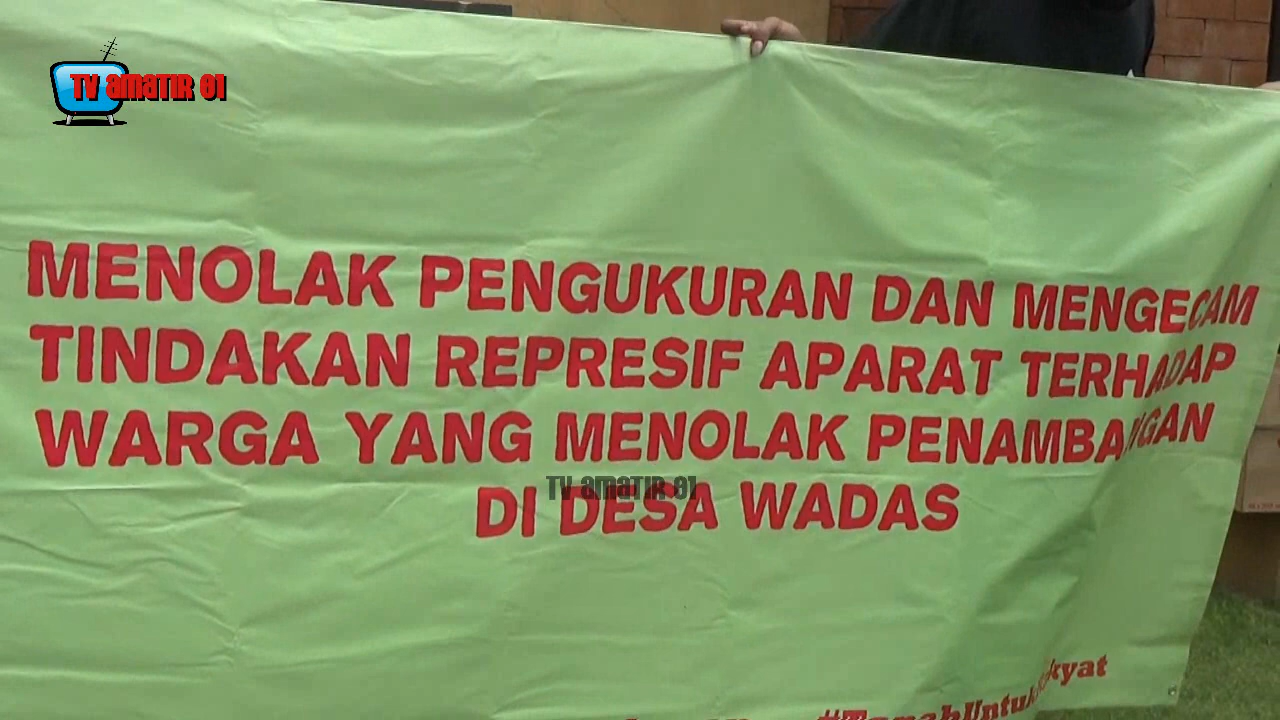 TV AMATIR 01
MENOLAK PENGUKURAN DAN MENGECAM
TINDAKAN REPRESIF APARAT TERHADAP
WARGA YANG MENOLAK PENAMBANGAN
DI DESA WADAS
TV AMATIR 01
#TanahUntukRakyat